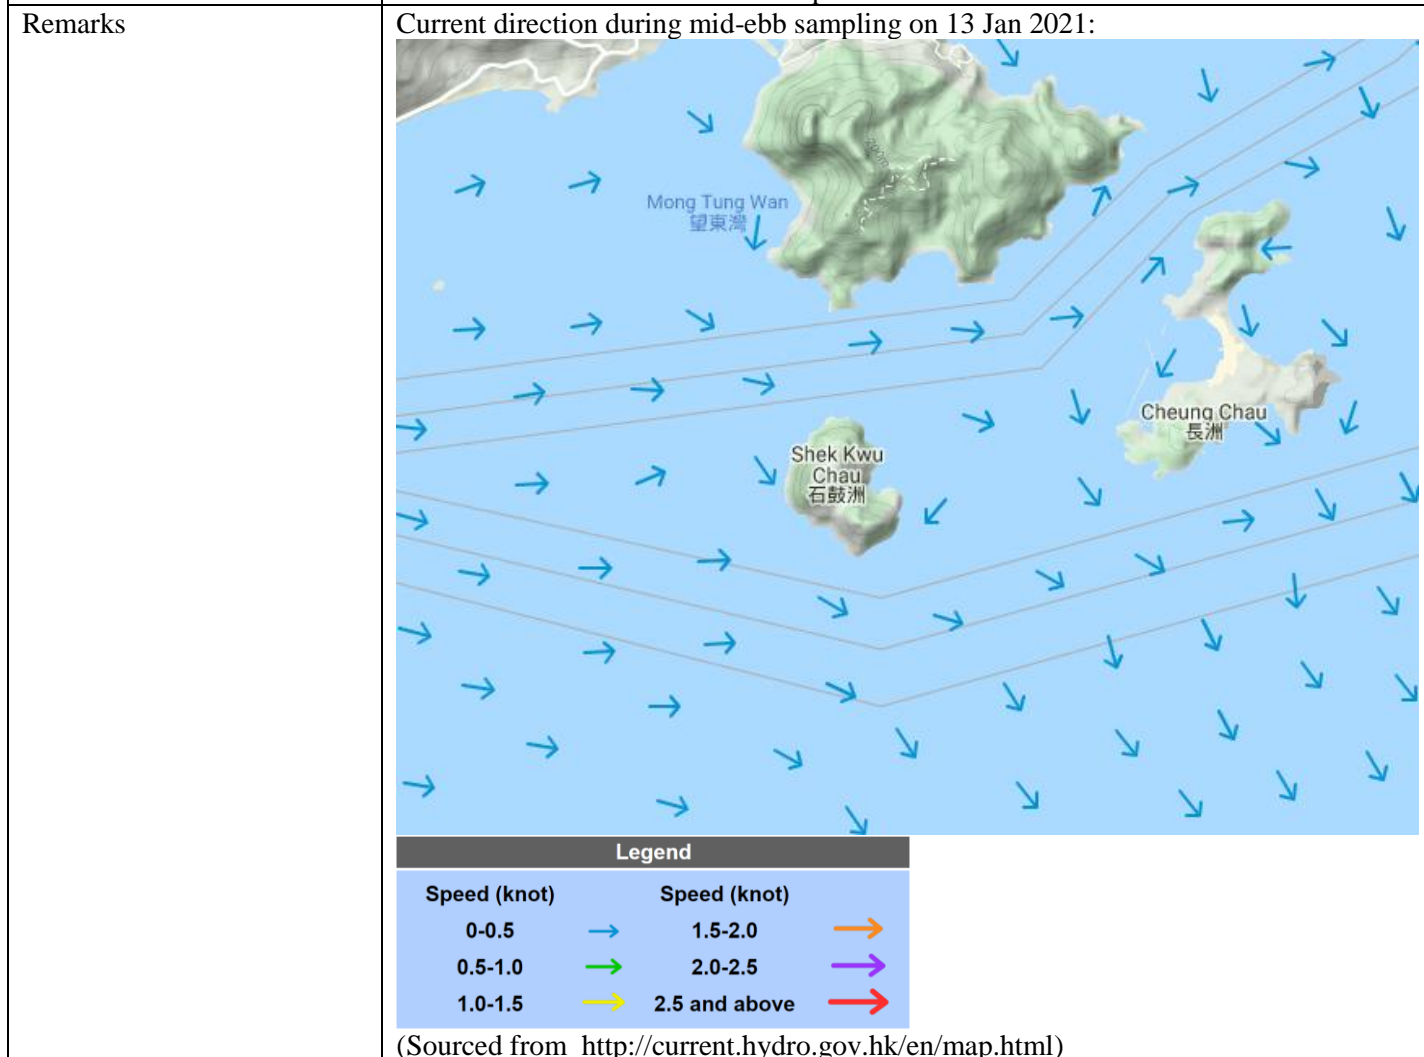 Remarks
Current direction during mid-ebb sampling on 13 Jan 2021:
Mong Tung Wan
望東灣
Cheung Chau
長洲
Shek Kwu
Chau
石鼓洲
Legend
Speed (knot) Speed (knot)
0-0.5 1.5-2.0
0.5-1.0 2.0-2.5
1.0-1.5 2.5 and above
(Sourced from http://current.hydro.gov.hk/en/map.html)